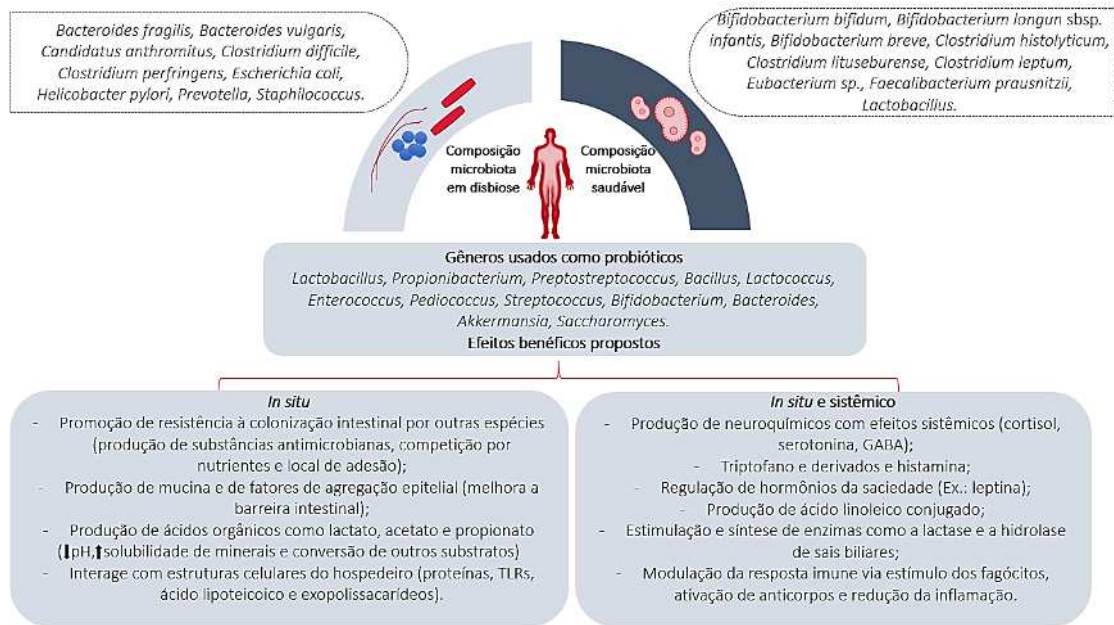 Bacteroides fragilis, Bacteroides vulgaris,
Candidatus anthromitus, Clostridium difficile,
Clostridium perfringens, Escherichia coli,
Helicobacter pylori, Prevotella, Staphilococcus.
Bifidobacterium bifidum, Bifidobacterium longun sbsp.
infantis, Bifidobacterium breve, Clostridium histolyticum,
Clostridium lituseburense, Clostridium leptum,
Eubacterium sp., Faecalibacterium prausnitzii,
Lactobacillus.
Composição
microbiota
em disbiose
Composição
microbiota
saudável
Gêneros usados como probióticos
Lactobacillus, Propionibacterium, Preptostreptococcus, Bacillus, Lactococcus,
Enterococcus, Pediococcus, Streptococcus, Bifidobacterium, Bacteroides,
Akkermansia, Saccharomyces.
Efeitos benéficos propostos
In situ
- Promoção de resistência à colonização intestinal por outras espécies
(produção de substâncias antimicrobianas, competição por
nutrientes e local de adesão);
- Produção de mucina e de fatores de agregação epitelial (melhora a
barreira intestinal);
- Produção de ácidos orgânicos como lactato, acetato e propionato
(⬇pH,⬆solubilidade de minerais e conversão de outros substratos)
- Interage com estruturas celulares do hospedeiro (proteínas, TLRs,
ácido lipoteicoico e exopolissacarídeos).
In situ e sistêmico
- Produção de neuroquímicos com efeitos sistêmicos (cortisol,
serotonina, GABA);
- Triptofano e derivados e histamina;
- Regulação de hormônios da saciedade (Ex.: leptina);
- Produção de ácido linoleico conjugado;
- Estimulação e síntese de enzimas como a lactase e a hidrolase
de sais biliares;
- Modulação da resposta imune via estímulo dos fagócitos,
ativação de anticorpos e redução da inflamação.